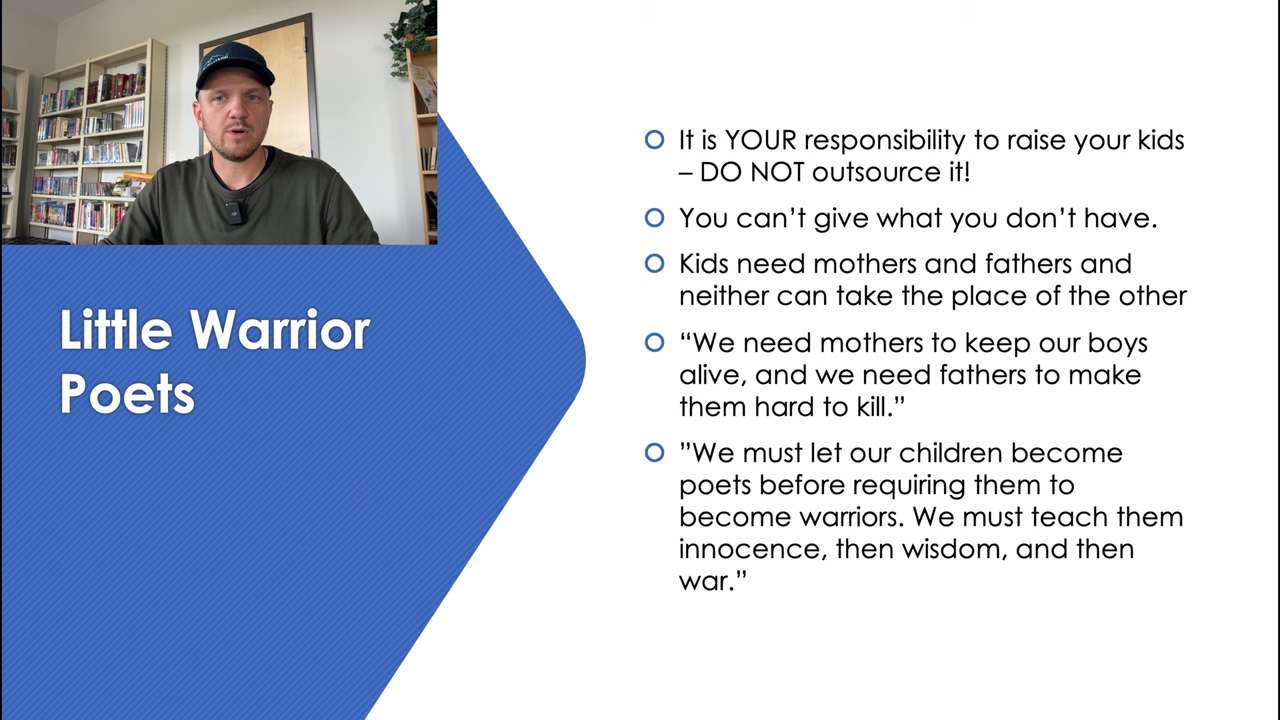 Little Warrior
Poets
It is YOUR responsibility to raise your kids
– DO NOT outsource it!
You can’t give what you don’t have.
Kids need mothers and fathers and
neither can take the place of the other
“We need mothers to keep our boys
alive, and we need fathers to make
them hard to kill.”
”We must let our children become
poets before requiring them to
become warriors. We must teach them
innocence, then wisdom, and then
war.”